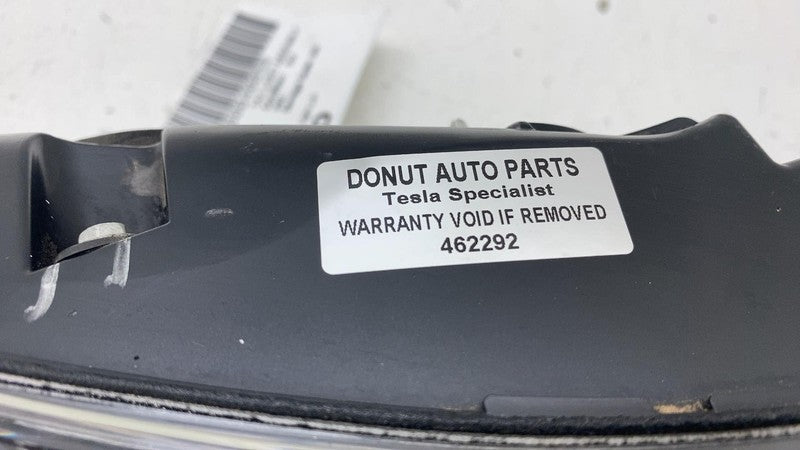 DONUT AUTO PARTS
Tesla Specialist
WARRANTY VOID IF REMOVED
462292